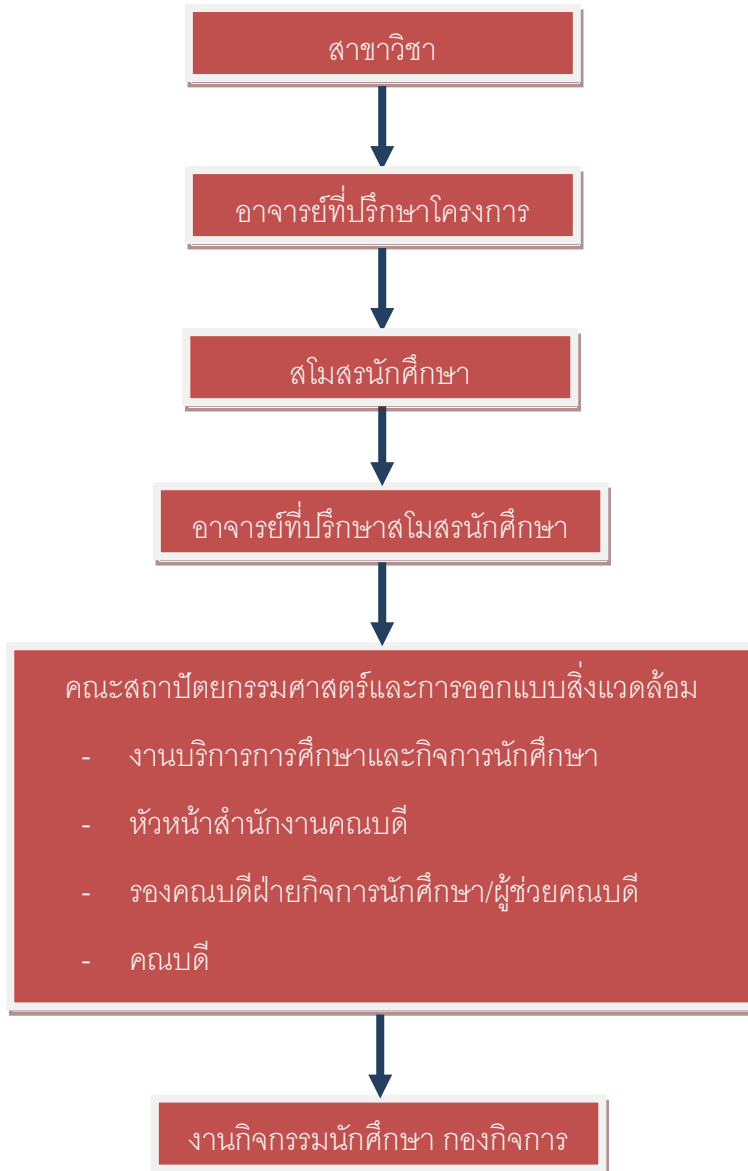 สาขาวิชา
อาจารย์ที่ปรึกษาโครงการ
สโมสรนักศึกษา
อาจารย์ที่ปรึกษาสโมสรนักศึกษา
คณะสถาปัตยกรรมศาสตร์และการออกแบบสิ่งแวดล้อม
- งานบริการการศึกษาและกิจการนักศึกษา
- หัวหน้าสำนักงานคณบดี
- รองคณบดีฝ่ายกิจการนักศึกษา/ผู้ช่วยคณบดี
- คณบดี
งานกิจกรรมนักศึกษา กองกิจการ